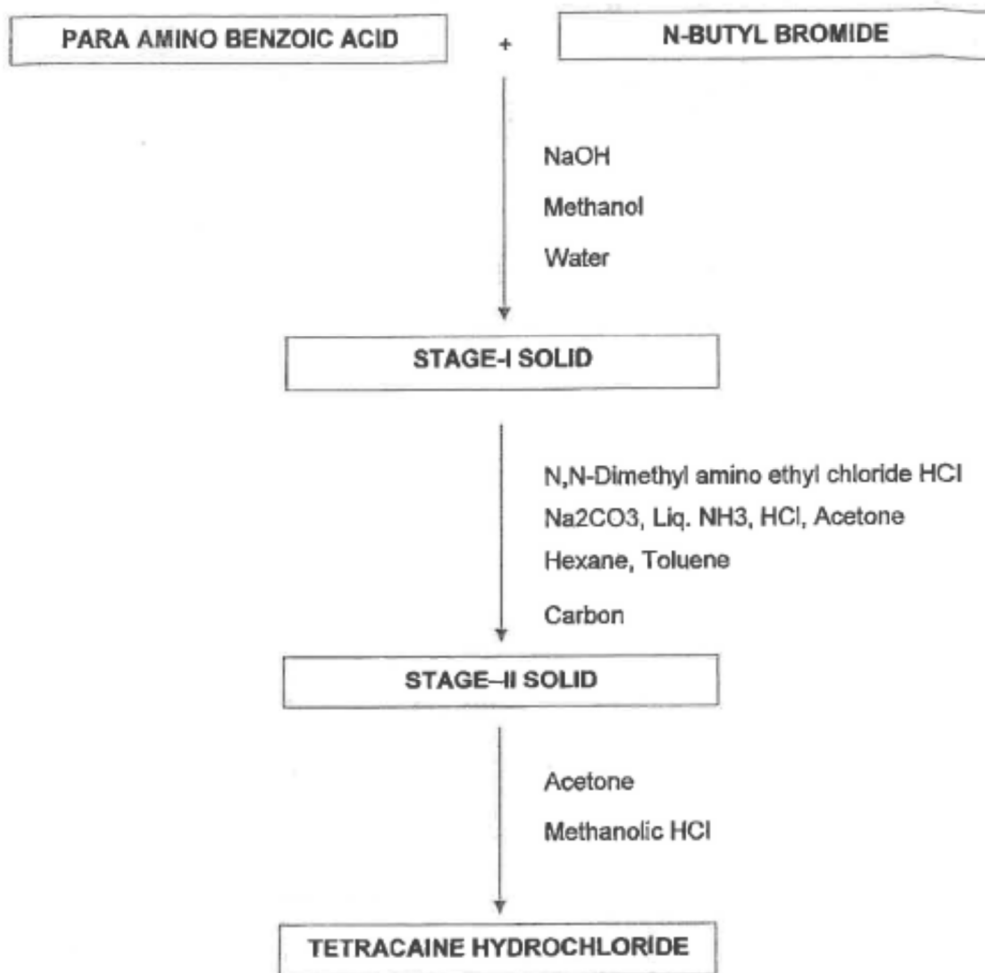 PARA AMINO BENZOIC ACID + N-BUTYL BROMIDE
NaOH
Methanol
Water
STAGE-I SOLID
N,N-Dimethyl amino ethyl chloride HCl
Na2CO3, Liq. NH3, HCl, Acetone
Hexane, Toluene
Carbon
STAGE–II SOLID
Acetone
Methanolic HCl
TETRACAINE HYDROCHLORIDE